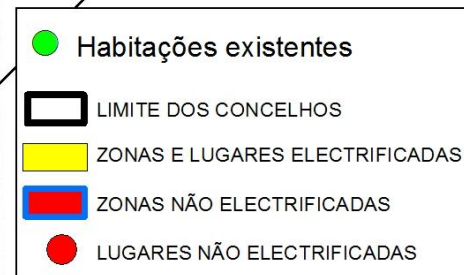 Habitações existentes
LIMITE DOS CONCELHOS
ZONAS E LUGARES ELECTRIFICADAS
ZONAS NÃO ELECTRIFICADAS
LUGARES NÃO ELECTRIFICADAS